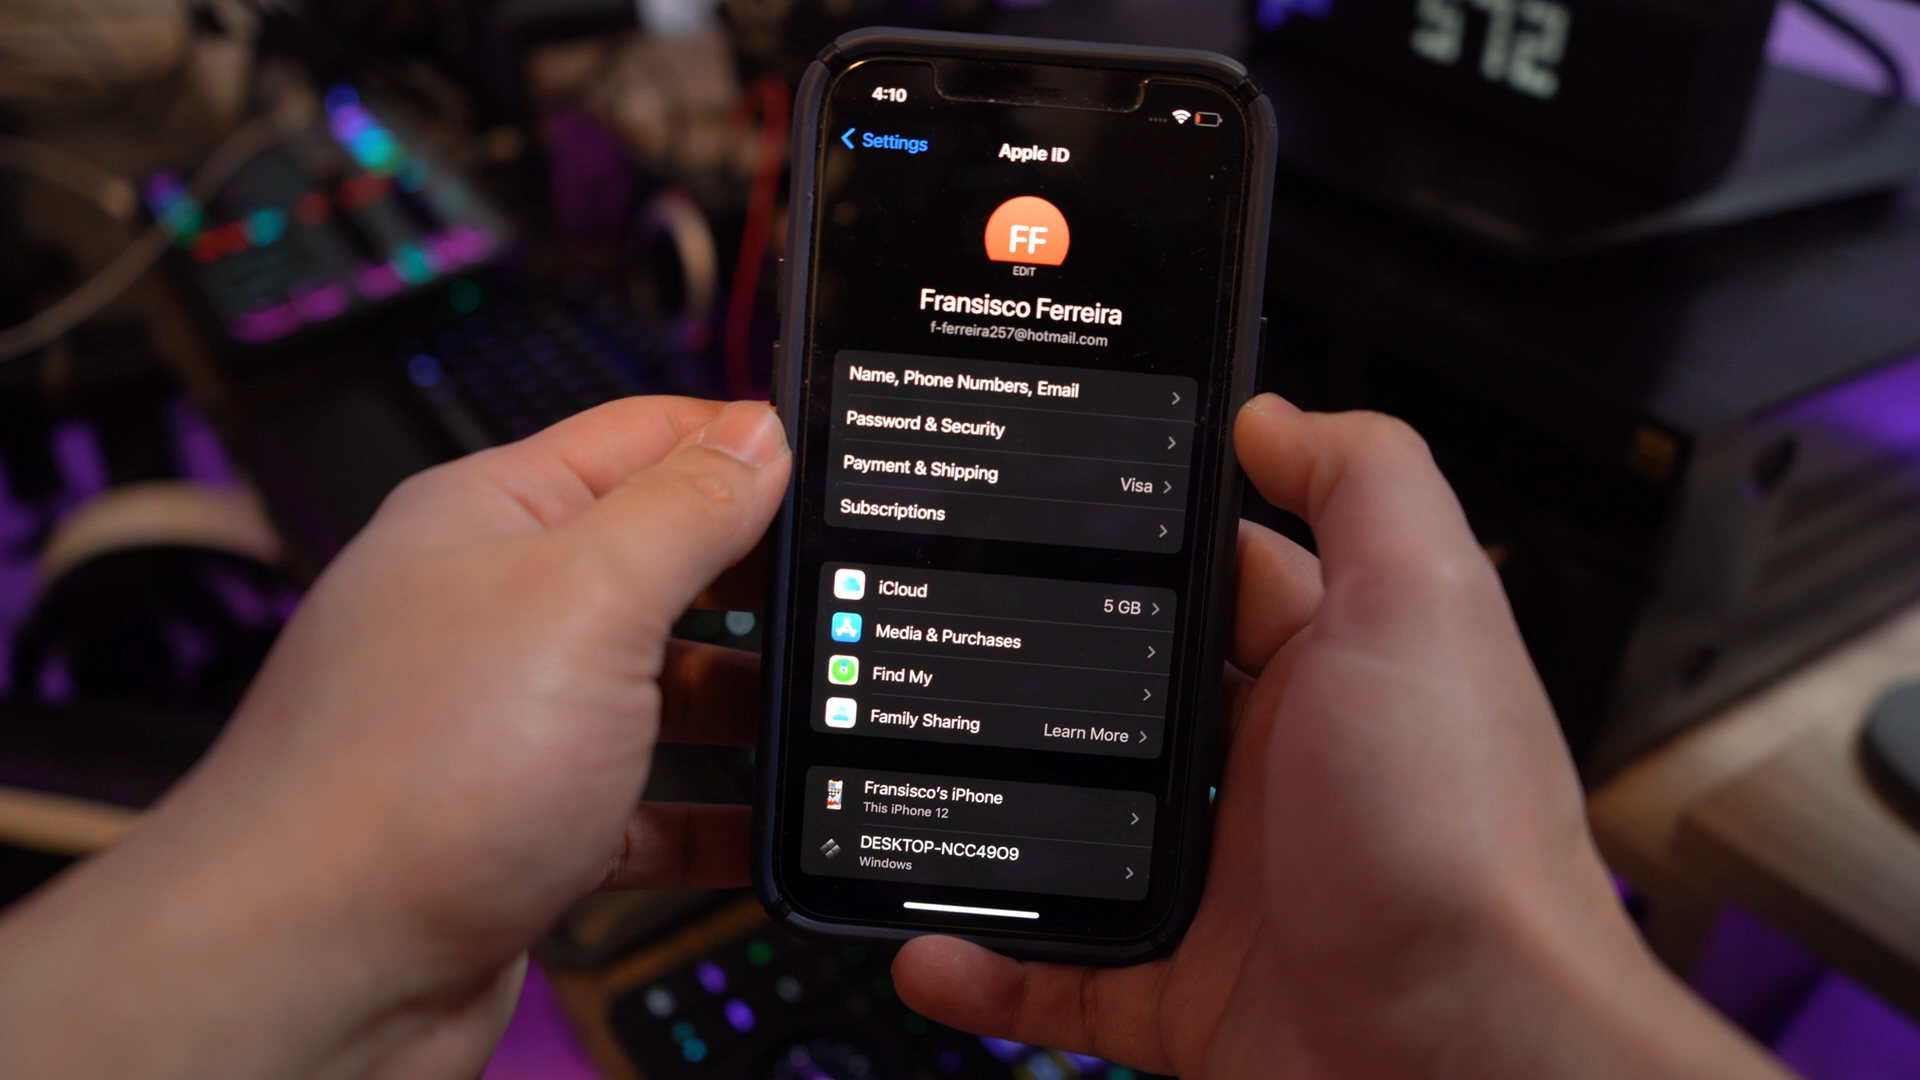 4:10
Settings
Apple ID
FF
EDIT
Fransisco Ferreira
f-ferreira257@hotmail.com
Name, Phone Numbers, Email
Password & Security
Payment & Shipping Visa
Subscriptions
iCloud 5 GB
Media & Purchases
Find My
Family Sharing Learn More
Fransisco’s iPhone
This iPhone 12
DESKTOP-NCC49O9
Windows